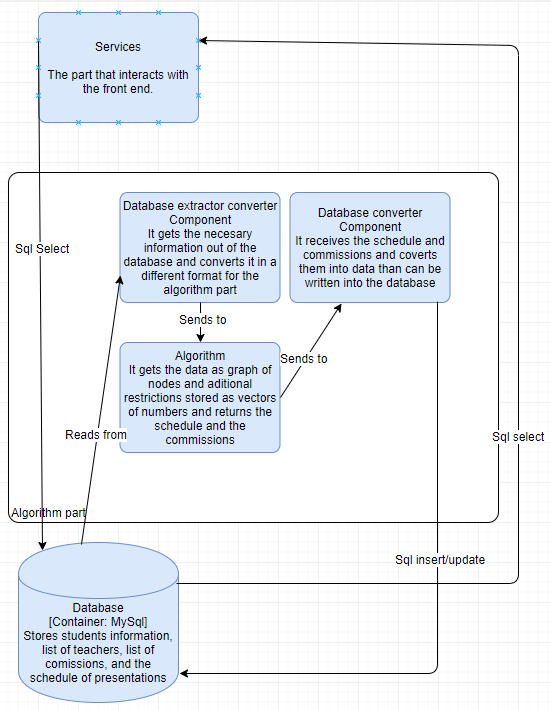 Services
The part that interacts with
the front end.
Sql Select
Database extractor converter
Component
It gets the necesary
information out of the
database and converts it in a
different format for the
algorithm part
Database converter
Component
It receives the schedule and
commissions and coverts
them into data than can be
written into the database
Sends to
Algorithm
It gets the data as graph of
nodes and aditional
restrictions stored as vectors
of numbers and returns the
schedule and the
commissions
Sends to
Reads from
Sql select
Algorithm part
Sql insert/update
Database
[Container: MySql]
Stores students information,
list of teachers, list of
comissions, and the
schedule of presentations